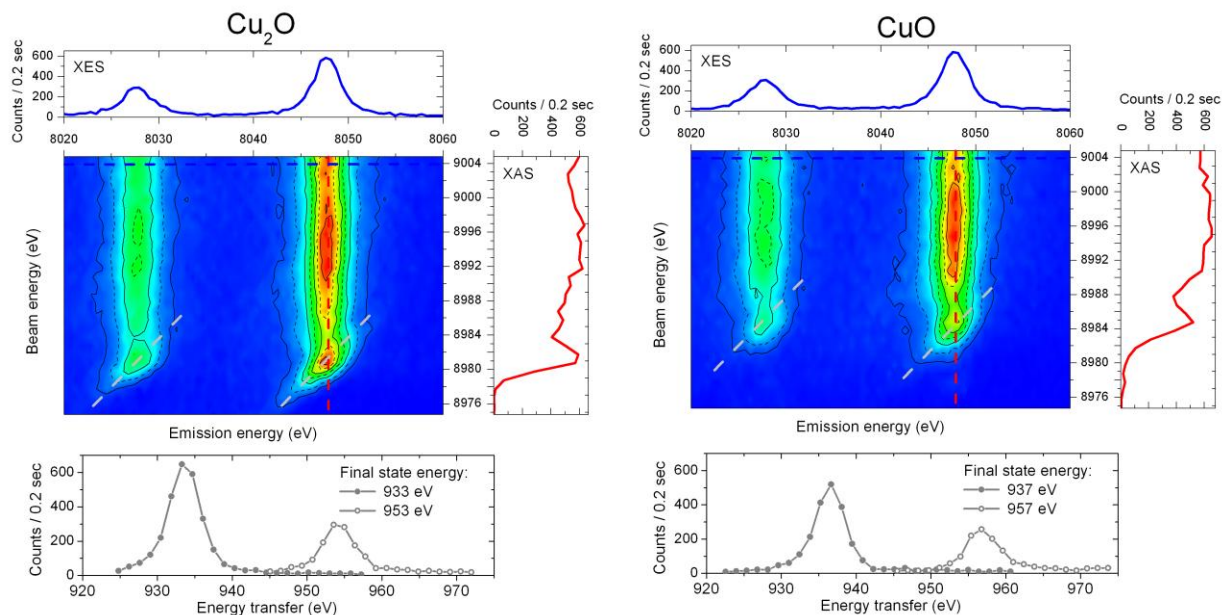 Cu₂O
Counts / 0.2 sec
600
400
200
0
XES
8020 8030 8040 8050 8060
Counts / 0.2 sec
0 200 400 600
XAS
Beam energy (eV)
9004
9000
8996
8992
8988
8984
8980
8976
Emission energy (eV)
Counts / 0.2 sec
600
400
200
0
Final state energy:
933 eV
953 eV
920 930 940 950 960 970
Energy transfer (eV)
CuO
Counts / 0.2 sec
600
400
200
0
XES
8020 8030 8040 8050 8060
Counts / 0.2 sec
0 200 400 600
XAS
Beam energy (eV)
9004
9000
8996
8992
8988
8984
8980
8976
Emission energy (eV)
Counts / 0.2 sec
600
400
200
0
Final state energy:
937 eV
957 eV
920 930 940 950 960 970
Energy transfer (eV)